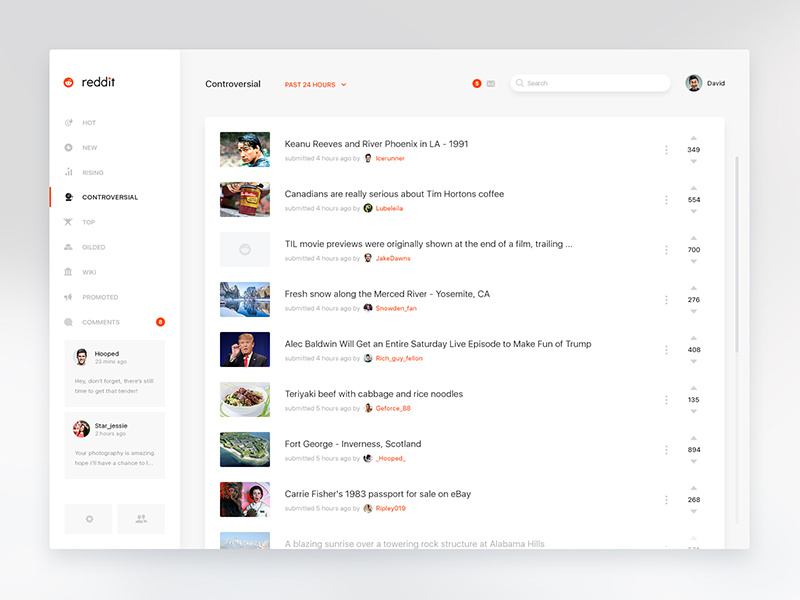 reddit
Controversial
PAST 24 HOURS
6
Search
David
HOT
NEW
RISING
CONTROVERSIAL
TOP
GILDED
WIKI
PROMOTED
COMMENTS
8
Hooped
23 mins ago
Hey, don't forget, there's still
time to get that tender!
Star_jessie
2 hours ago
Your photography is amazing.
hope I'll have a chance to l...
Keanu Reeves and River Phoenix in LA - 1991
submitted 4 hours ago by Icerunner
349
Canadians are really serious about Tim Hortons coffee
submitted 4 hours ago by Lubeleila
554
TIL movie previews were originally shown at the end of a film, trailing ...
submitted 4 hours ago by JakeDawns
700
Fresh snow along the Merced River - Yosemite, CA
submitted 4 hours ago by Snowden_fan
276
Alec Baldwin Will Get an Entire Saturday Live Episode to Make Fun of Trump
submitted 4 hours ago by Rich_guy_fellon
408
Teriyaki beef with cabbage and rice noodles
submitted 5 hours ago by Geforce_88
135
Fort George - Inverness, Scotland
submitted 5 hours ago by _Hooped_
894
Carrie Fisher's 1983 passport for sale on eBay
submitted 5 hours ago by Ripley019
268
A blazing sunrise over a towering rock structure at Alabama Hills